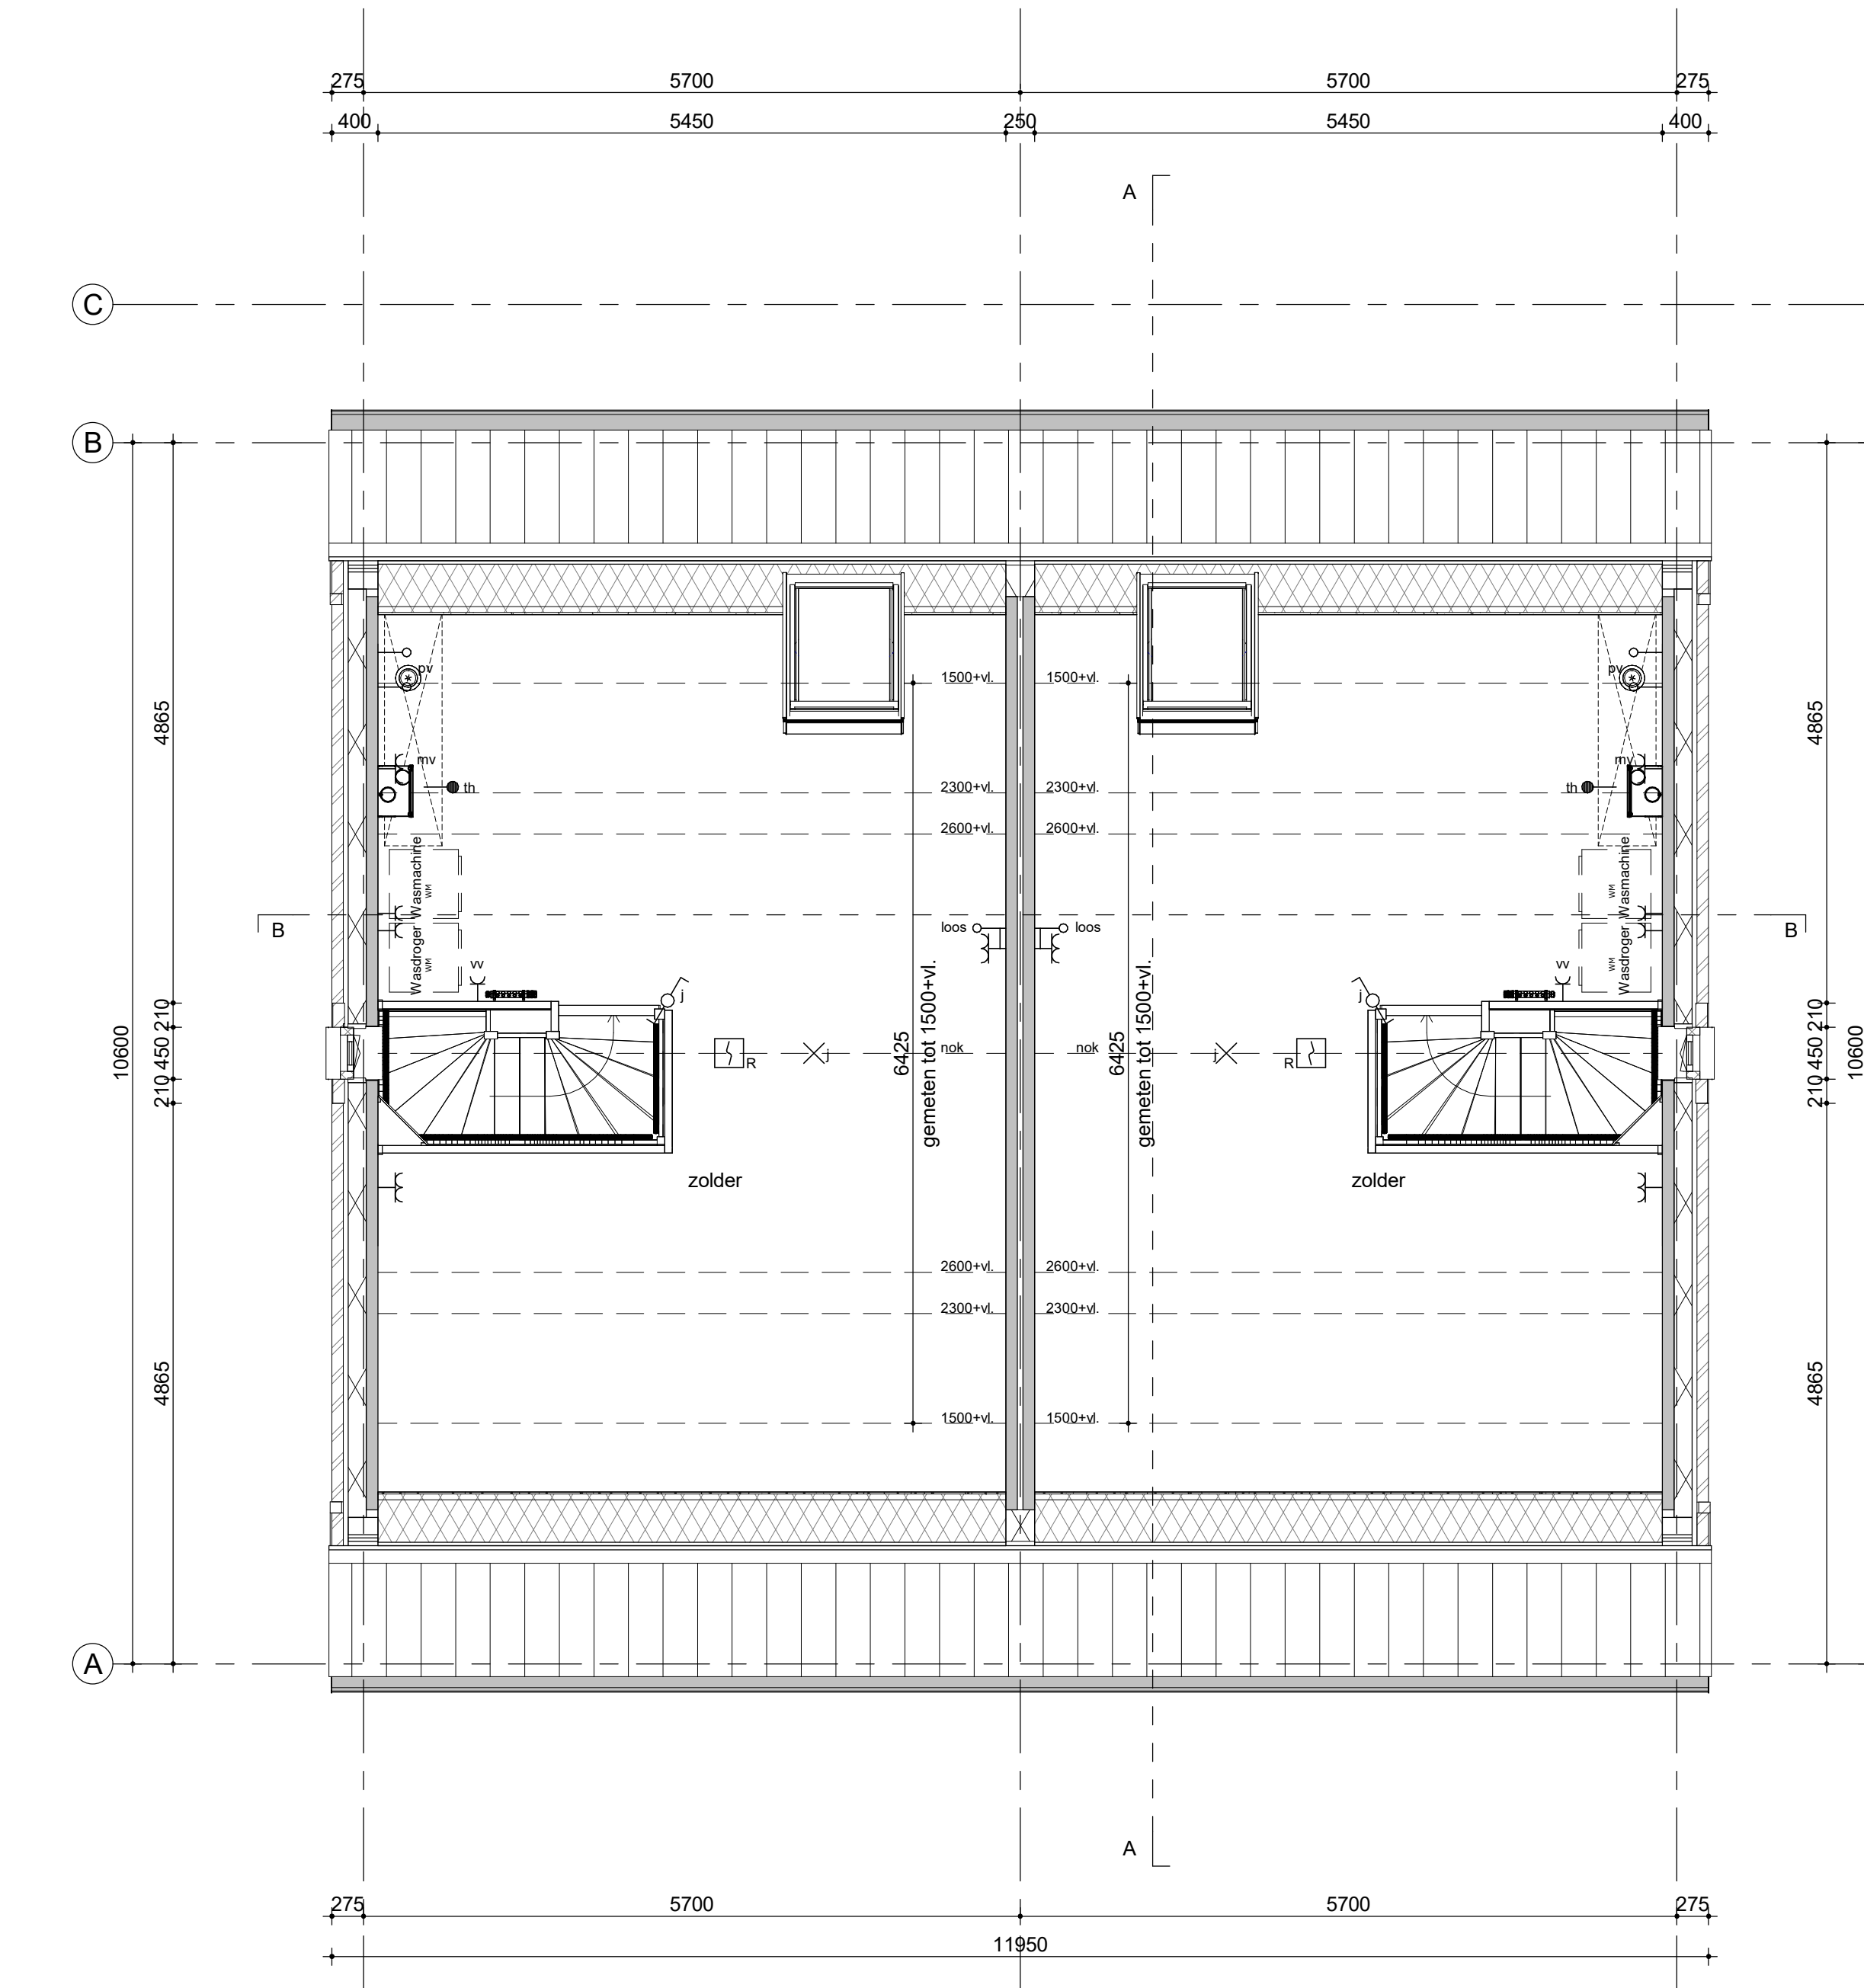 275 5700 5700 275
400 5450 250 5450 400
A
C
B
pv 1500+vl. 1500+vl. pv
4865 4865
mv mv
th 2300+vl. 2300+vl. th
2600+vl. 2600+vl.
Wasmachine WM WM Wasmachine
B loos loos B
Wasdroger WM WM Wasdroger
vv vv
j j
210 210
10600 450 R j 6425 gemeten tot 1500+vl. nok nok 6425 gemeten tot 1500+vl. j R 450 10600
210 210
zolder zolder
2600+vl. 2600+vl.
2300+vl. 2300+vl.
4865 4865
1500+vl. 1500+vl.
A
A
275 5700 5700 275
11950